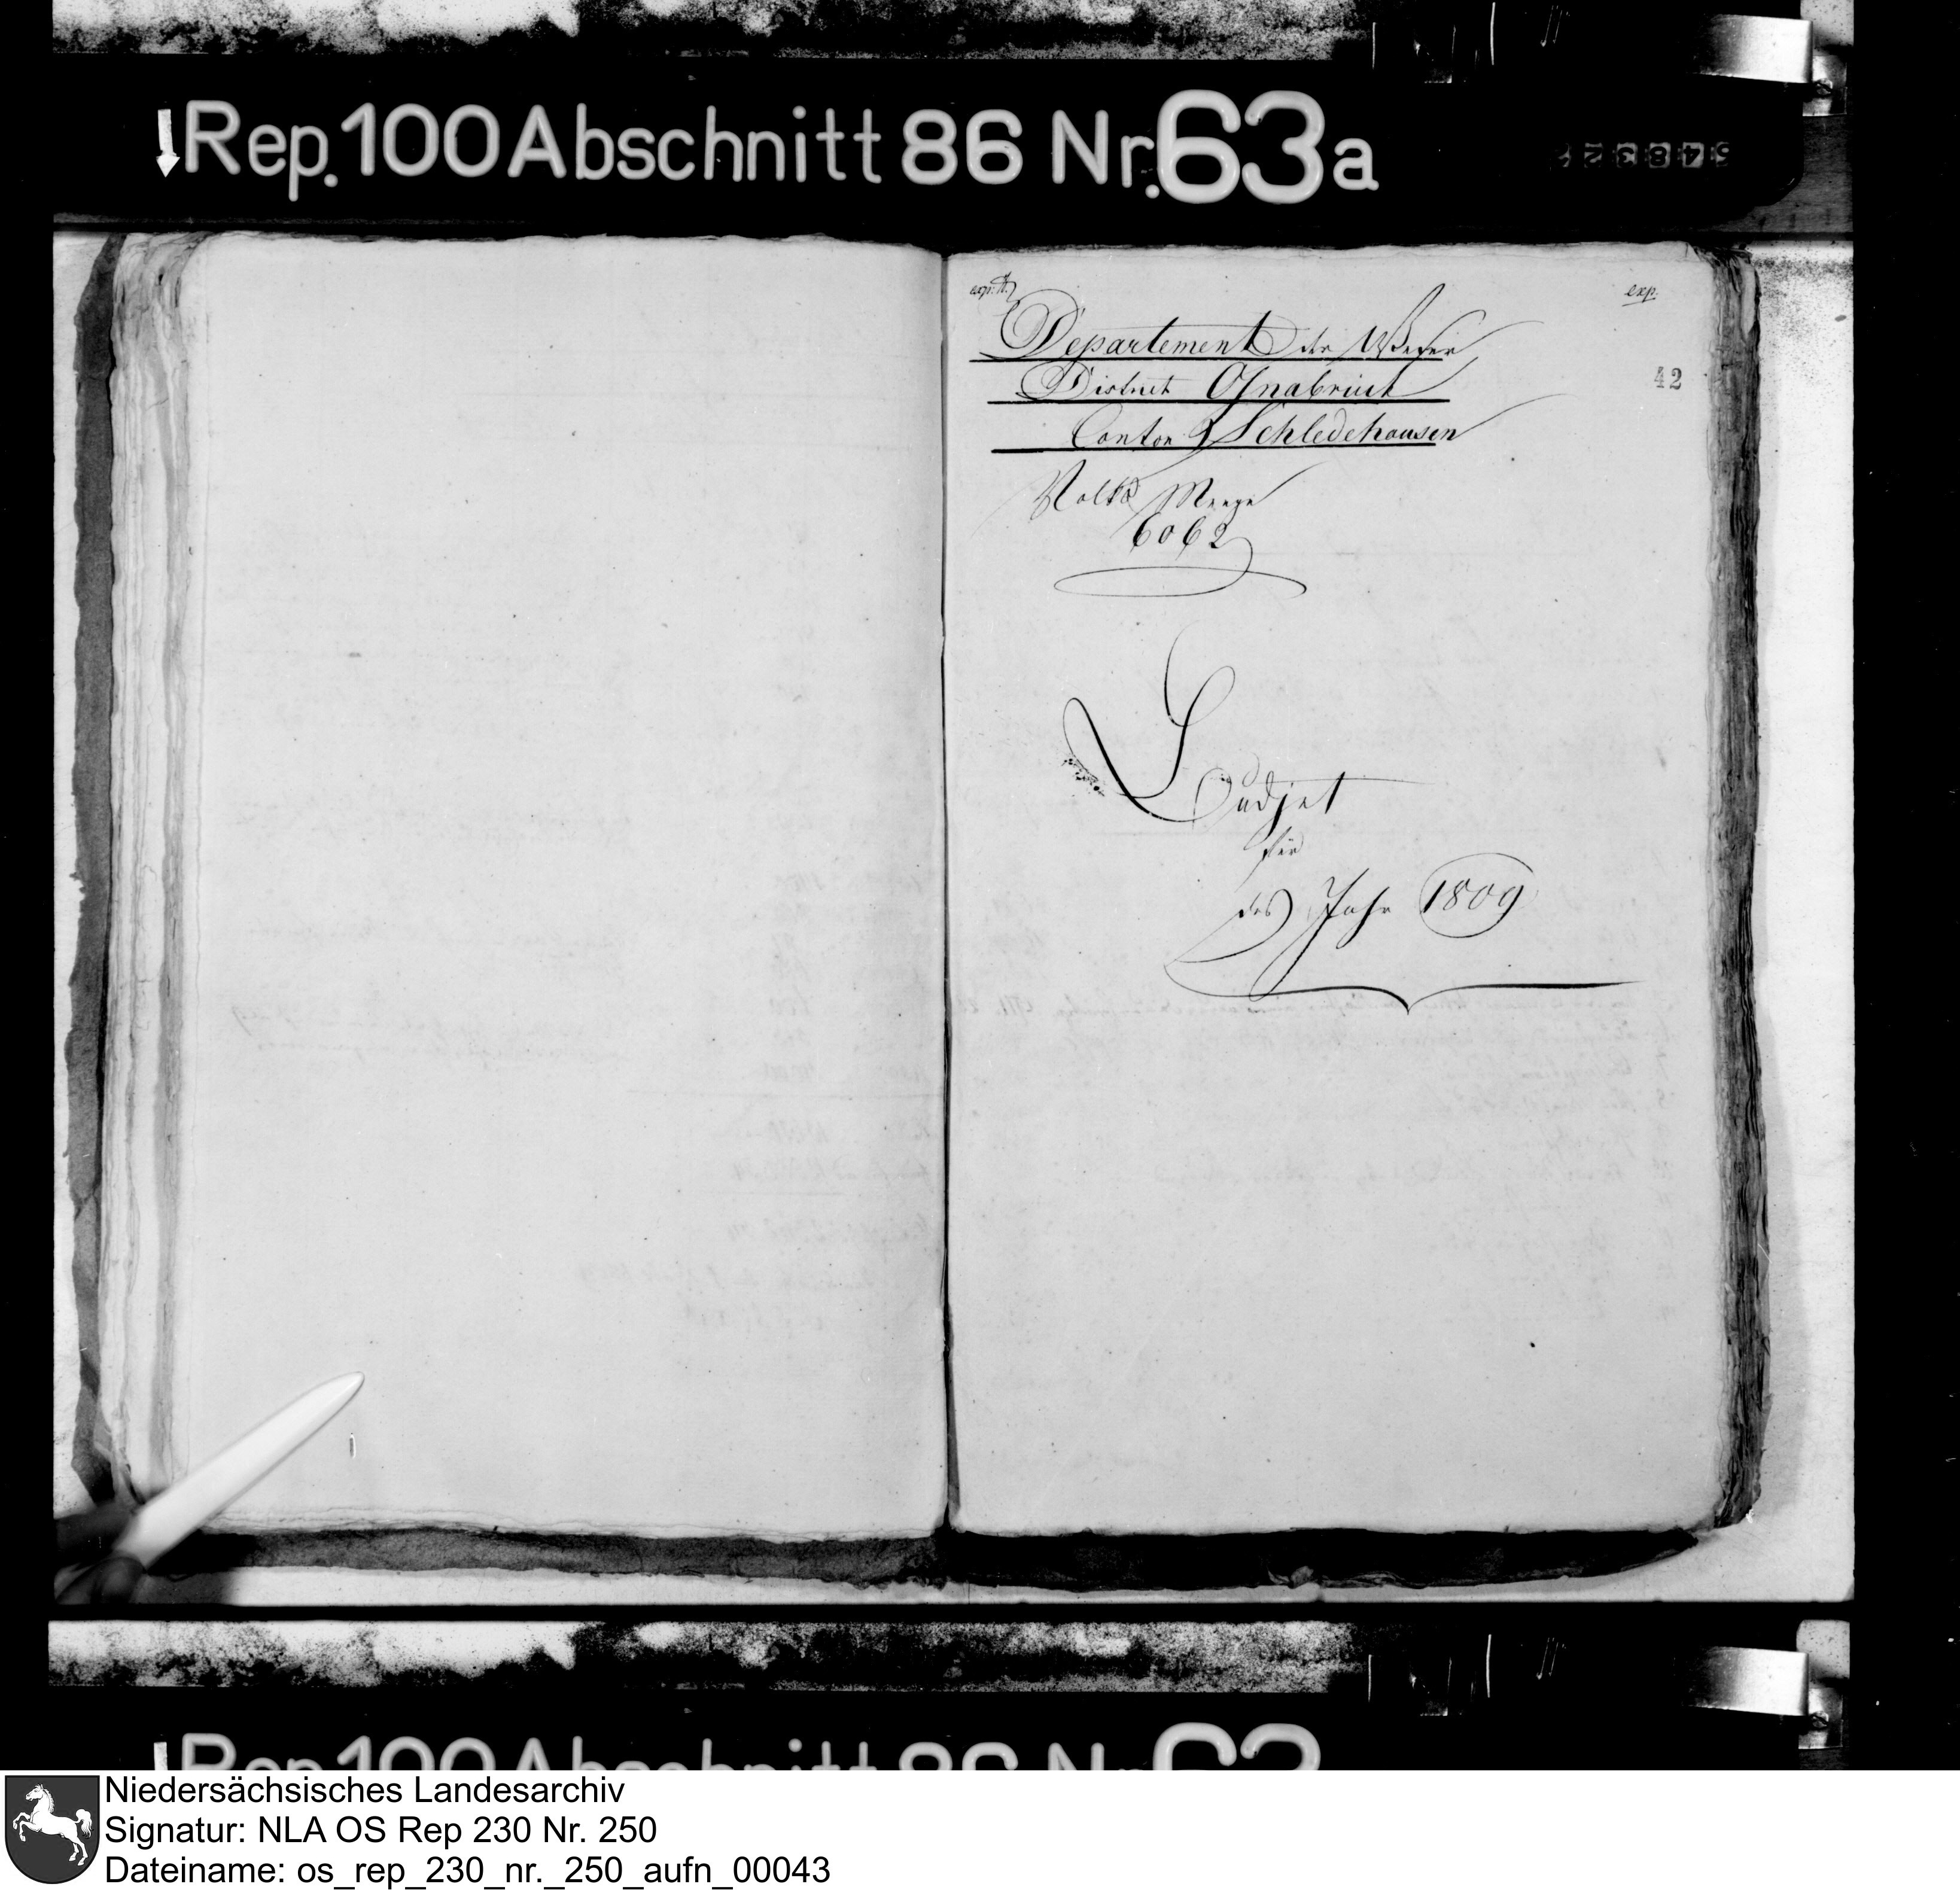 Rep. 100 Abschnitt 86 Nr. 63a
exp.
Departement der Weser
42
District Osnabrück
Canton Schledehausen
Volks Menge
6062
Budjet
für
das Jahr 1809
Rep. 100 Abschnitt 86 Nr. 63
Niedersächsisches Landesarchiv
Signatur: NLA OS Rep 230 Nr. 250
Dateiname: os_rep_230_nr._250_aufn_00043